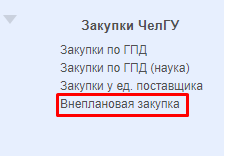 Закупки ЧелГУ
Закупки по ГПД
Закупки по ГПД (наука)
Закупки у ед. поставщика
Внеплановая закупка